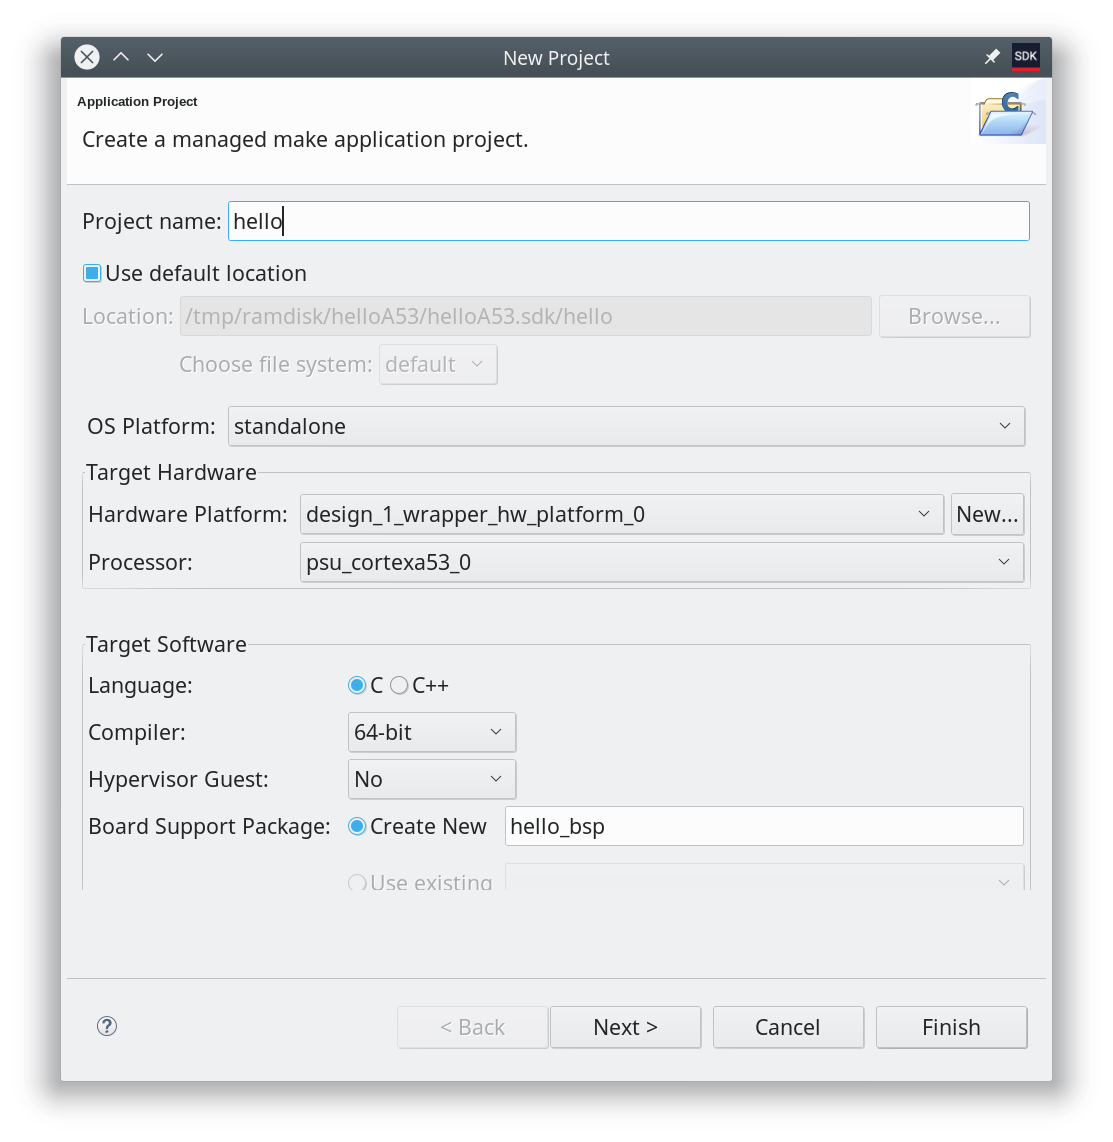 New Project
SDK
Application Project
C
Create a managed make application project.
Project name: hello
Use default location
Location: /tmp/ramdisk/helloA53/helloA53.sdk/hello Browse...
Choose file system: default
OS Platform: standalone
Target Hardware
Hardware Platform: design_1_wrapper_hw_platform_0 New...
Processor: psu_cortexa53_0
Target Software
Language: C C++
Compiler: 64-bit
Hypervisor Guest: No
Board Support Package: Create New hello_bsp
Use existing
? < Back Next > Cancel Finish